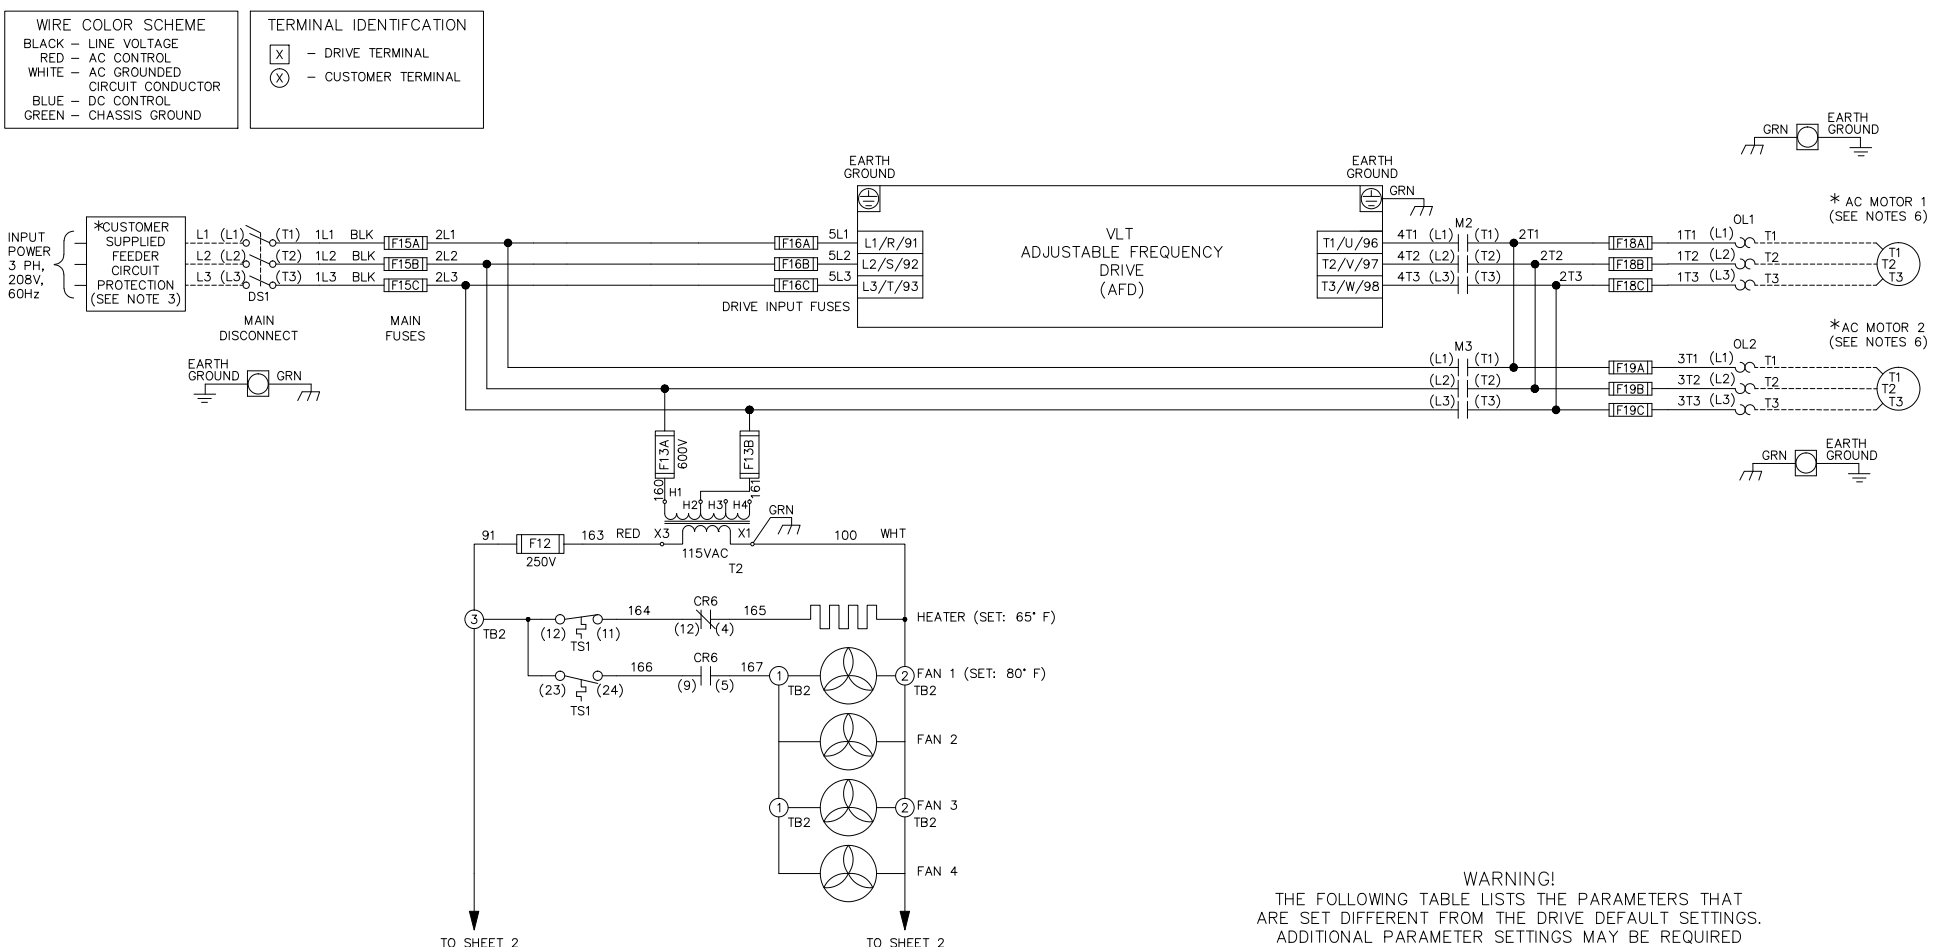 WIRE COLOR SCHEME
BLACK – LINE VOLTAGE
RED – AC CONTROL
WHITE – AC GROUNDED
CIRCUIT CONDUCTOR
BLUE – DC CONTROL
GREEN – CHASSIS GROUND
TERMINAL IDENTIFCATION
X – DRIVE TERMINAL
X – CUSTOMER TERMINAL
GRN
EARTH
GROUND
INPUT
POWER
3 PH,
208V,
60Hz
*CUSTOMER
SUPPLIED
FEEDER
CIRCUIT
PROTECTION
(SEE NOTE 3)
L1 (L1) (T1) 1L1 BLK F15A 2L1
L2 (L2) (T2) 1L2 BLK F15B 2L2
L3 (L3) (T3) 1L3 BLK F15C 2L3
DS1
MAIN
DISCONNECT
MAIN
FUSES
EARTH
GROUND
GRN
F16A 5L1
F16B 5L2
F16C 5L3
DRIVE INPUT FUSES
EARTH
GROUND
L1/R/91
L2/S/92
L3/T/93
VLT
ADJUSTABLE FREQUENCY
DRIVE
(AFD)
EARTH
GROUND
GRN
T1/U/96
T2/V/97
T3/W/98
M2
4T1 (L1) (T1) 2T1
4T2 (L2) (T2) 2T2
4T3 (L3) (T3) 2T3
F18A 1T1 (L1) T1
F18B 1T2 (L2) T2
F18C 1T3 (L3) T3
OL1
* AC MOTOR 1
(SEE NOTES 6)
T1
T2
T3
M3
(L1) (T1)
(L2) (T2)
(L3) (T3)
F19A 3T1 (L1) T1
F19B 3T2 (L2) T2
F19C 3T3 (L3) T3
OL2
* AC MOTOR 2
(SEE NOTES 6)
T1
T2
T3
GRN
EARTH
GROUND
F13A
600V
F13B
160
161
H1
H2 H3 H4
GRN
91 F12 163 RED X3 X1 100 WHT
250V
115VAC
T2
3
TB2
(12) (11) 164 CR6 165
TS1
(12) (4)
HEATER (SET: 65° F)
(23) (24) 166 CR6 167
TS1
(9) (5)
1
TB2
2
TB2
FAN 1 (SET: 80° F)
FAN 2
1
TB2
2
TB2
FAN 3
FAN 4
TO SHEET 2
TO SHEET 2
WARNING!
THE FOLLOWING TABLE LISTS THE PARAMETERS THAT
ARE SET DIFFERENT FROM THE DRIVE DEFAULT SETTINGS.
ADDITIONAL PARAMETER SETTINGS MAY BE REQUIRED